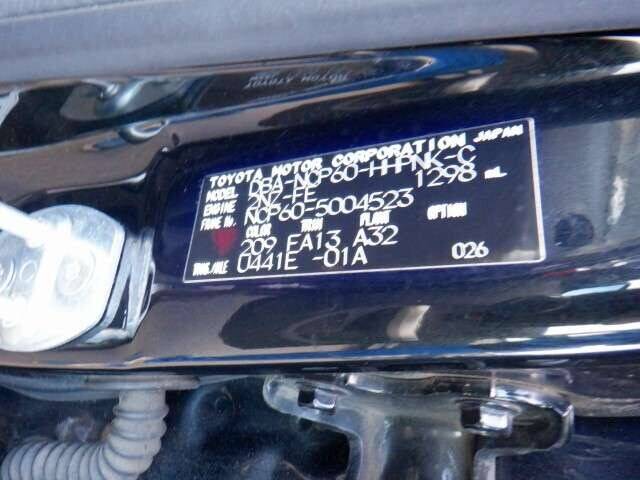 TOYOTA MOTOR CORPORATION JAPAN
MODEL DBA-NCP60-HHPNK-C
ENGINE 2NZ-FE 1298 mL
FRAME No. NCP60-5004523
COLOR TRIM PLANT OPTION
209 EA13 A32
TRANS./AXLE U441E -01A 026